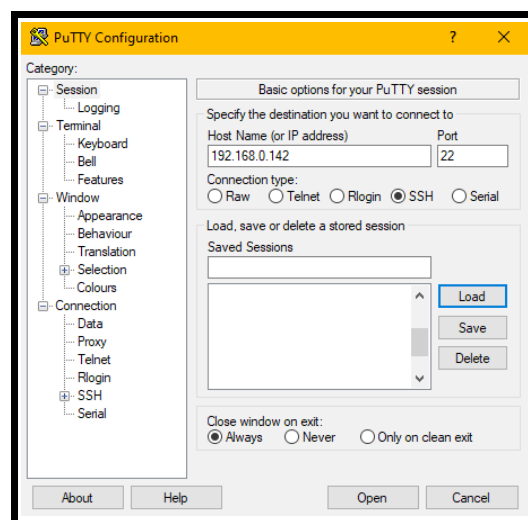 PuTTY Configuration ? ×
Category:
Session
Logging
Terminal
Keyboard
Bell
Features
Window
Appearance
Behaviour
Translation
Selection
Colours
Connection
Data
Proxy
Telnet
Rlogin
SSH
Serial
Basic options for your PuTTY session
Specify the destination you want to connect to
Host Name (or IP address) Port
192.168.0.142 22
Connection type:
Raw Telnet Rlogin SSH Serial
Load, save or delete a stored session
Saved Sessions
Load
Save
Delete
Close window on exit:
Always Never Only on clean exit
About Help Open Cancel